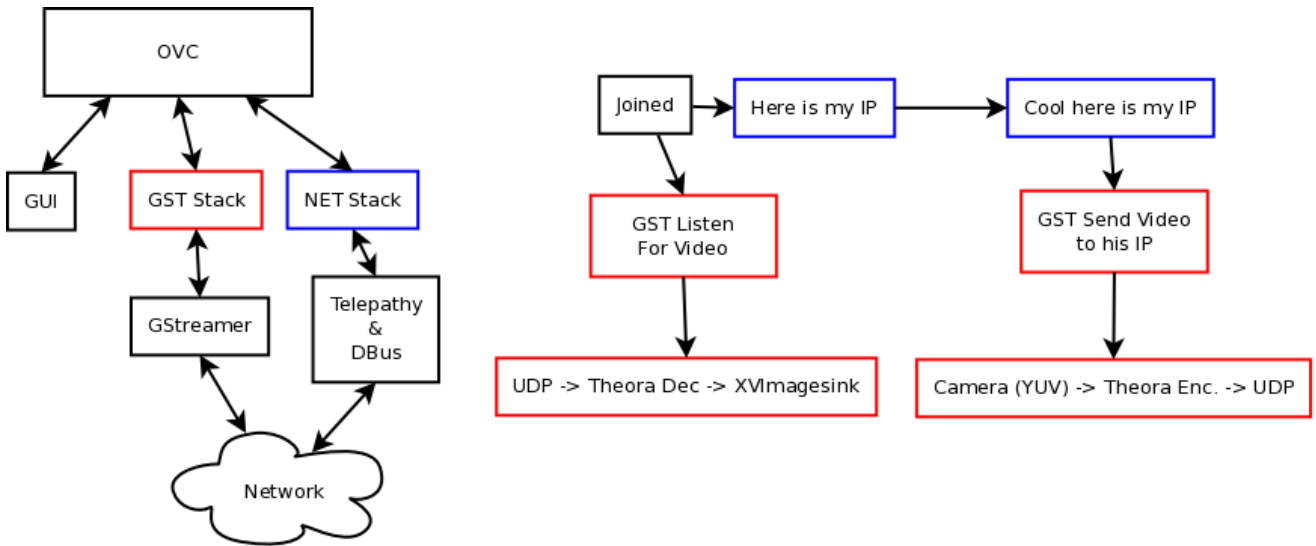 OVC
GUI
GST Stack
NET Stack
GStreamer
Telepathy
&
DBus
Network
Joined
Here is my IP
Cool here is my IP
GST Listen
For Video
GST Send Video
to his IP
UDP -> Theora Dec -> XVImagesink
Camera (YUV) -> Theora Enc. -> UDP